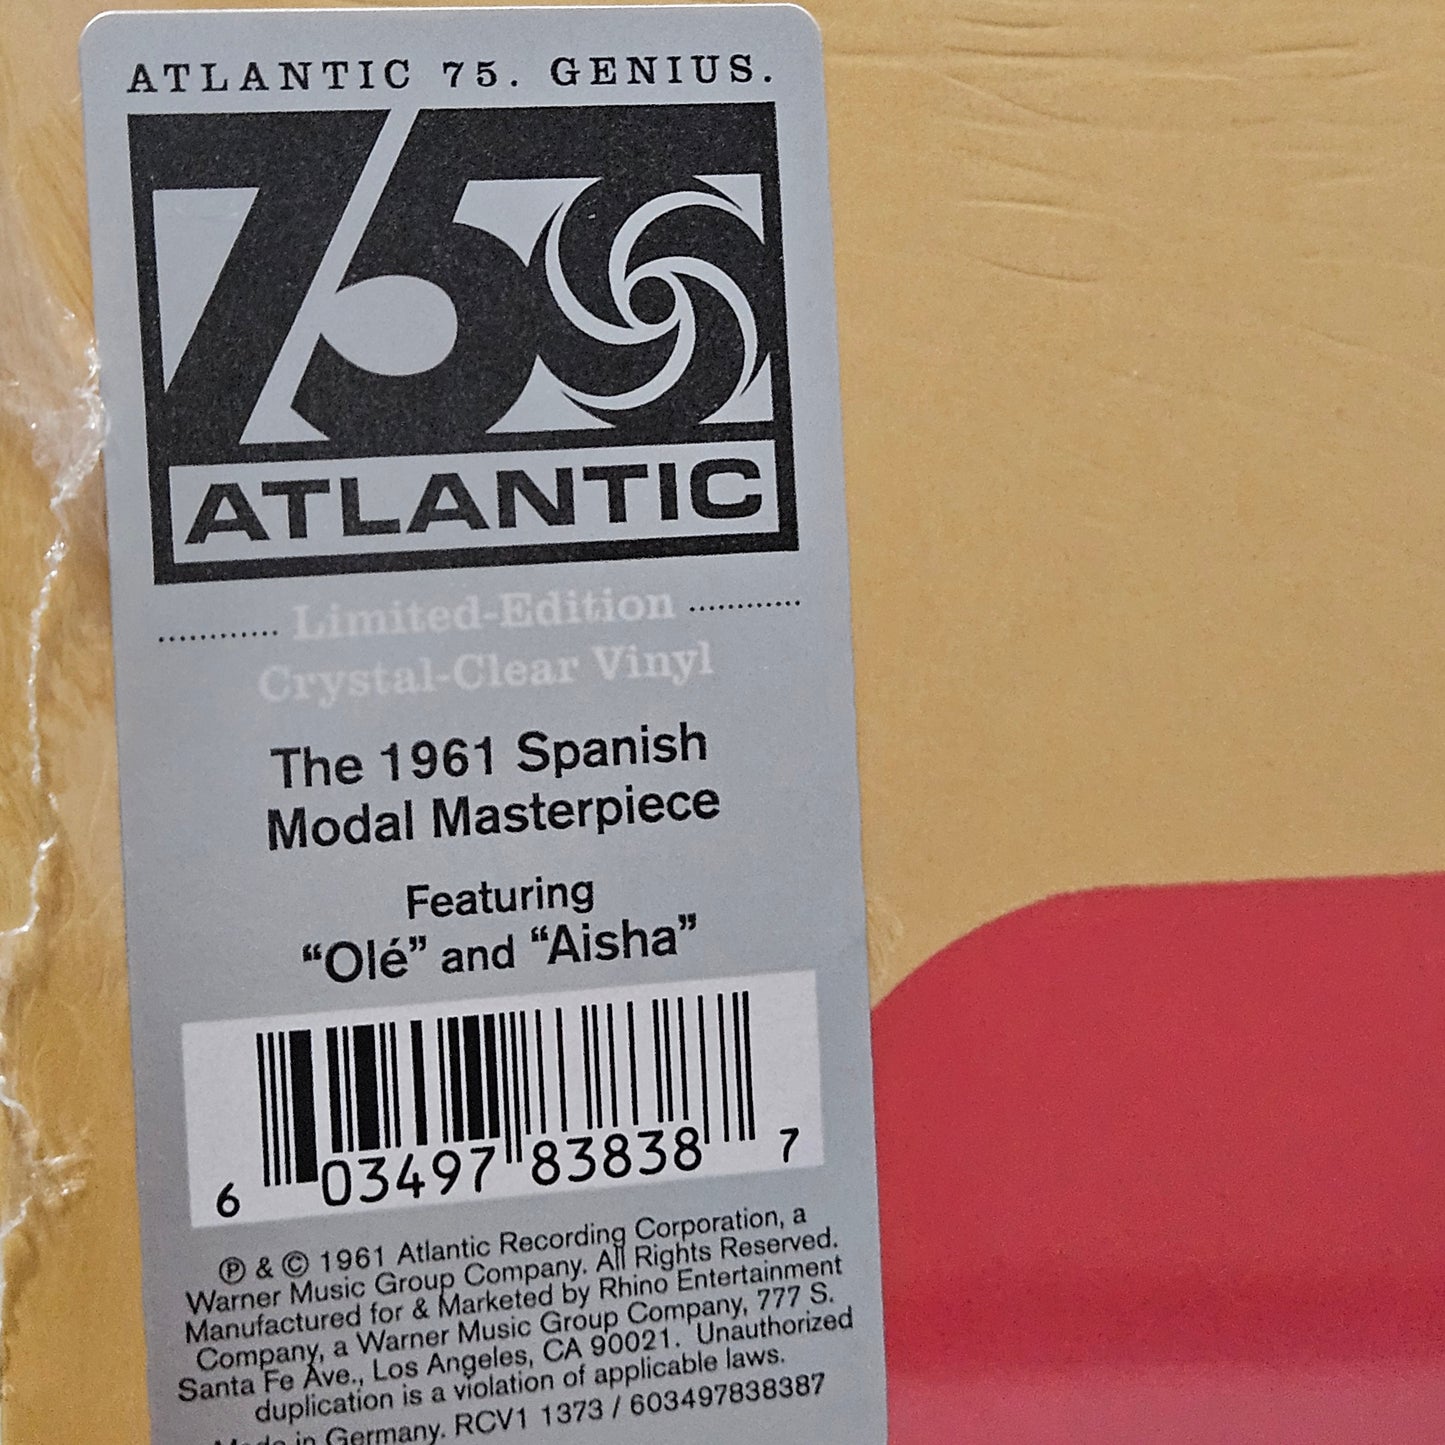 ATLANTIC 75. GENIUS.
75
ATLANTIC
Limited-Edition
Crystal-Clear Vinyl
The 1961 Spanish
Modal Masterpiece
Featuring
“Olé” and “Aisha”
6 03497 83838 7
℗ & © 1961 Atlantic Recording Corporation, a
Warner Music Group Company. All Rights Reserved.
Manufactured for & Marketed by Rhino Entertainment
Company, a Warner Music Group Company, 777 S.
Santa Fe Ave., Los Angeles, CA 90021. Unauthorized
duplication is a violation of applicable laws.
Made in Germany. RCV1 1373 / 603497838387